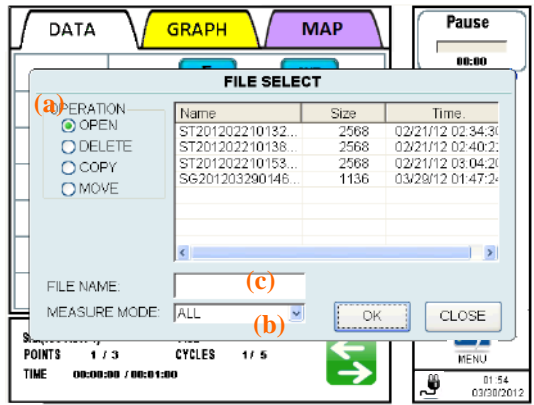 DATA
GRAPH
MAP
Pause
00:00
FILE SELECT
(a)
OPERATION
OPEN
DELETE
COPY
MOVE
Name Size Time.
ST201202210132... 2568 02/21/12 02:34:30
ST201202210138... 2568 02/21/12 02:40:2
ST201202210153... 2568 02/21/12 03:04:20
SG201203290146... 1136 03/29/12 01:47:24
FILE NAME:
(c)
MEASURE MODE: ALL
(b)
OK
CLOSE
POINTS 1 / 3 CYCLES 1/ 5
TIME 00:00:00 / 00:01:00
MENU
01:54
03/30/2012